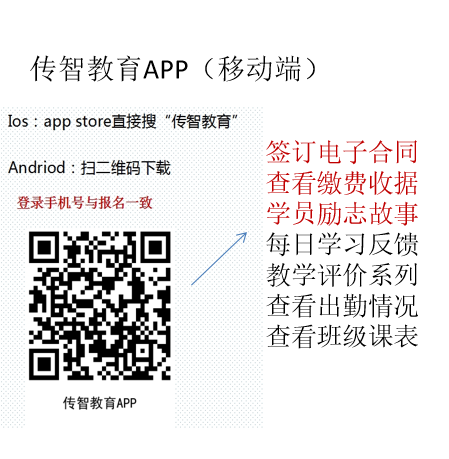 传智教育APP（移动端）
Ios：app store直接搜“传智教育”
Andriod：扫二维码下载
登录手机号与报名一致
传智教育APP
签订电子合同
查看缴费收据
学员励志故事
每日学习反馈
教学评价系列
查看出勤情况
查看班级课表